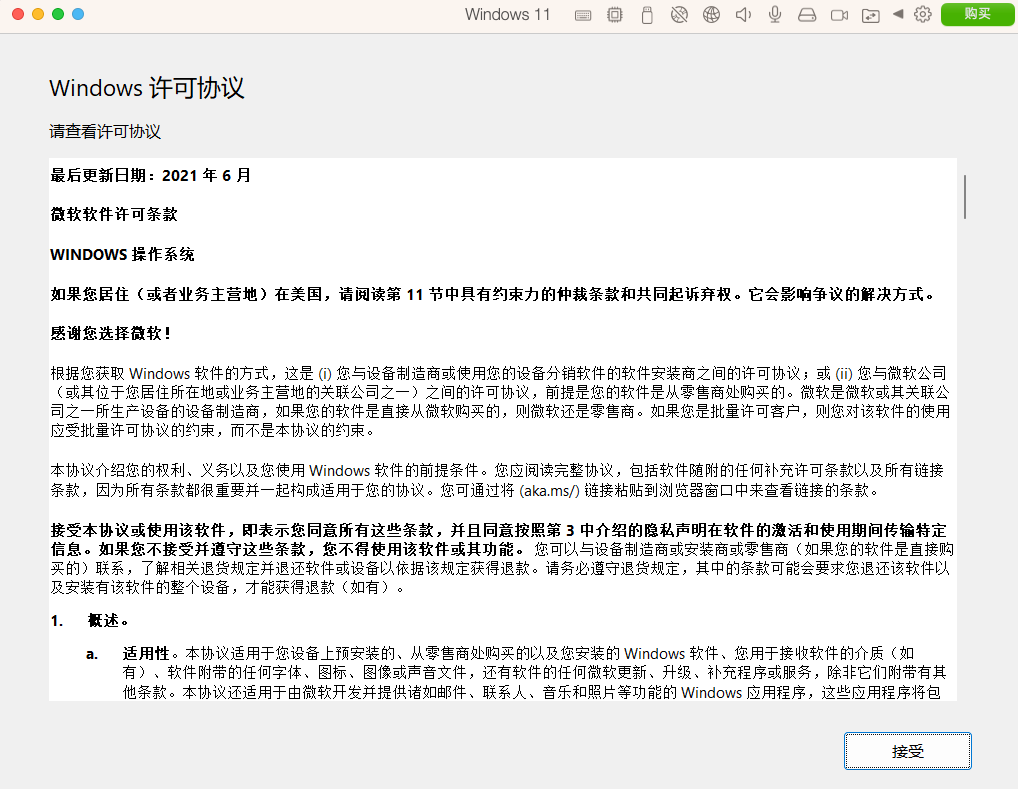 Windows 11
购买
Windows 许可协议
请查看许可协议
最后更新日期：2021 年 6 月
微软软件许可条款
WINDOWS 操作系统
如果您居住（或者业务主营地）在美国，请阅读第 11 节中具有约束力的仲裁条款和共同起诉弃权。它会影响争议的解决方式。
感谢您选择微软！
根据您获取 Windows 软件的方式，这是 (i) 您与设备制造商或使用您的设备分销软件的软件安装商之间的许可协议；或 (ii) 您与微软公司
（或其位于您居住所在地或业务主营地的关联公司之一）之间的许可协议，前提是您的软件是从零售商处购买的。微软是微软或其关联公
司之一所生产设备的设备制造商，如果您的软件是直接从微软购买的，则微软还是零售商。如果您是批量许可客户，则您对该软件的使用
应受批量许可协议的约束，而不是本协议的约束。
本协议介绍您的权利、义务以及您使用 Windows 软件的前提条件。您应阅读完整协议，包括软件随附的任何补充许可条款以及所有链接
条款，因为所有条款都很重要并一起构成适用于您的协议。您可通过将 (aka.ms/) 链接粘贴到浏览器窗口中来查看链接的条款。
接受本协议或使用该软件，即表示您同意所有这些条款，并且同意按照第 3 中介绍的隐私声明在软件的激活和使用期间传输特定
信息。如果您不接受并遵守这些条款，您不得使用该软件或其功能。 您可以与设备制造商或安装商或零售商（如果您的软件是直接购
买的）联系，了解相关退货规定并退还软件或设备以依据该规定获得退款。请务必遵守退货规定，其中的条款可能会要求您退还该软件以
及安装有该软件的整个设备，才能获得退款（如有）。
1. 概述。
a. 适用性。本协议适用于您设备上预安装的、从零售商处购买的以及您安装的 Windows 软件、您用于接收软件的介质（如
有）、软件附带的任何字体、图标、图像或声音文件，还有软件的任何微软更新、升级、补充程序或服务，除非它们附带有其
他条款。本协议还适用于由微软开发并提供诸如邮件、联系人、音乐和照片等功能的 Windows 应用程序，这些应用程序将包
接受